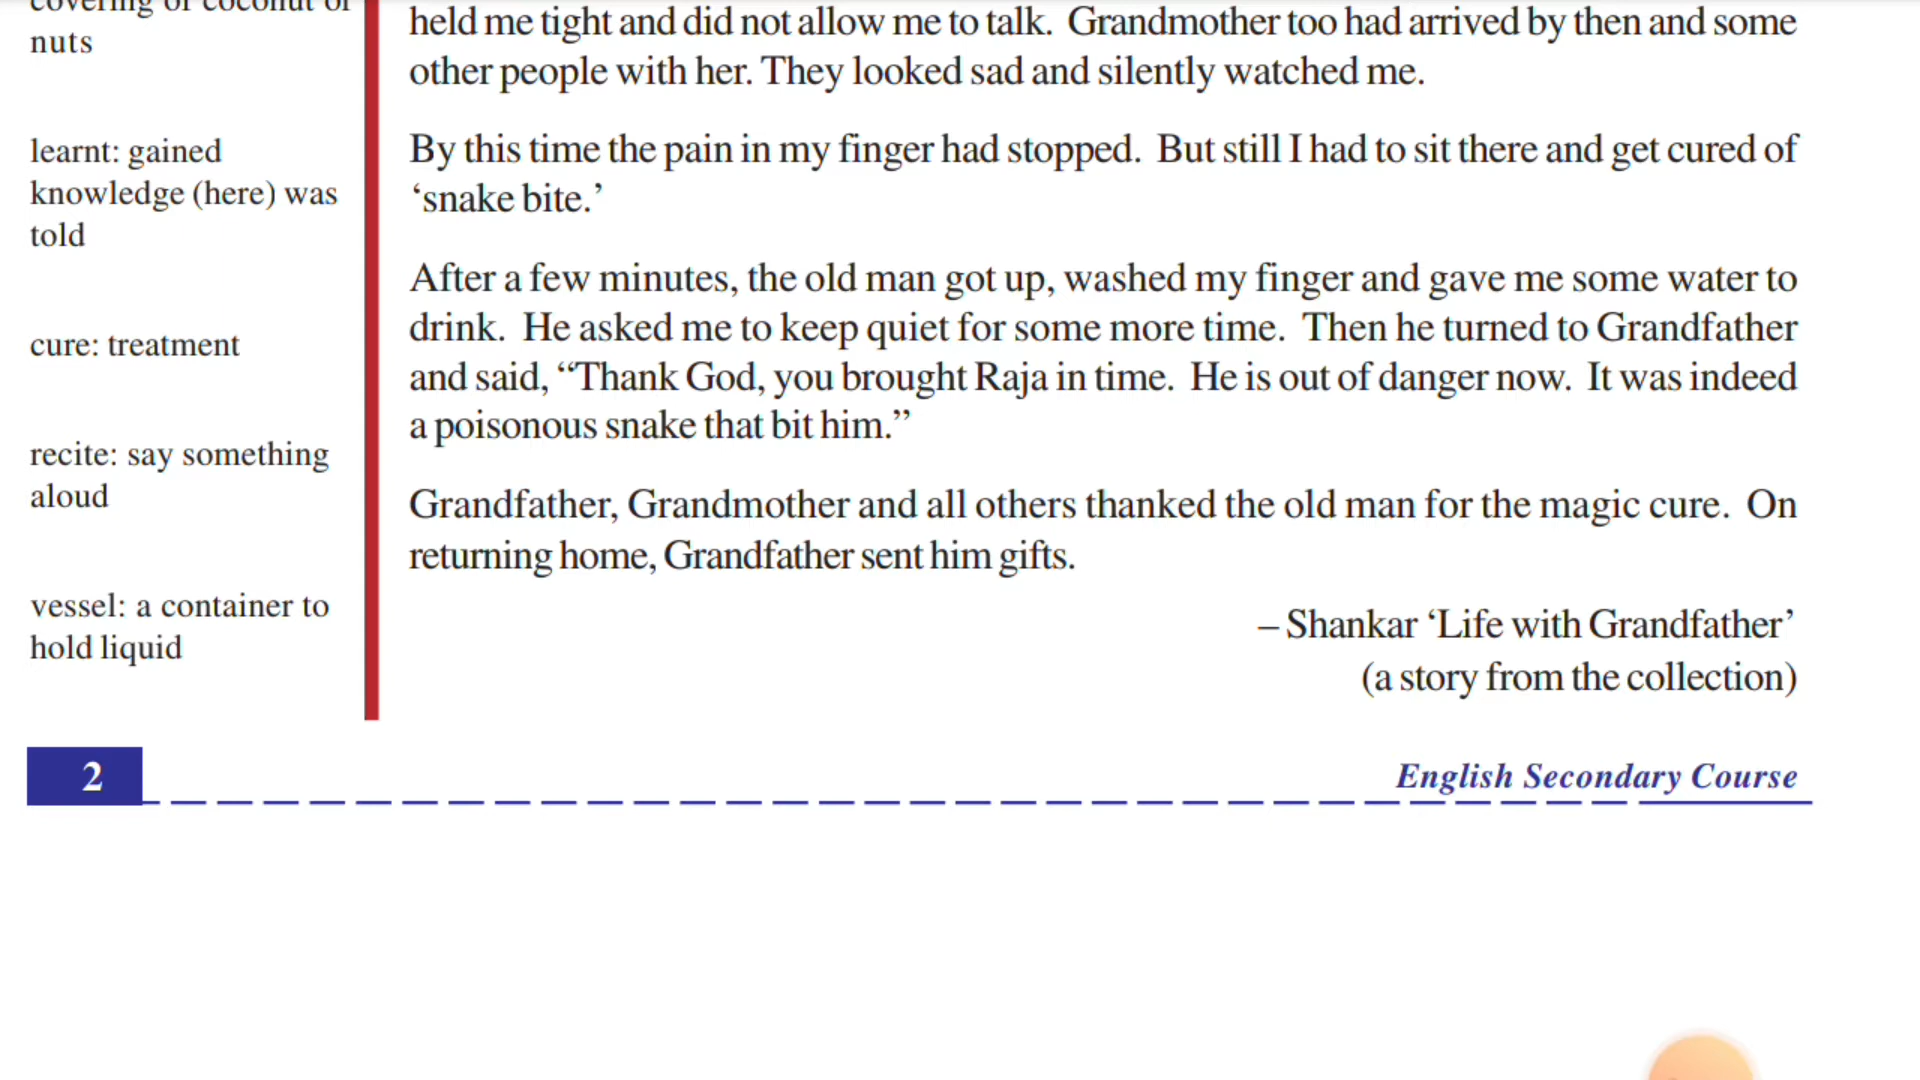 covering of coconut or
nuts
learnt: gained
knowledge (here) was
told
cure: treatment
recite: say something
aloud
vessel: a container to
hold liquid
held me tight and did not allow me to talk. Grandmother too had arrived by then and some
other people with her. They looked sad and silently watched me.
By this time the pain in my finger had stopped. But still I had to sit there and get cured of
‘snake bite.’
After a few minutes, the old man got up, washed my finger and gave me some water to
drink. He asked me to keep quiet for some more time. Then he turned to Grandfather
and said, “Thank God, you brought Raja in time. He is out of danger now. It was indeed
a poisonous snake that bit him.”
Grandfather, Grandmother and all others thanked the old man for the magic cure. On
returning home, Grandfather sent him gifts.
– Shankar ‘Life with Grandfather’
(a story from the collection)
2
English Secondary Course